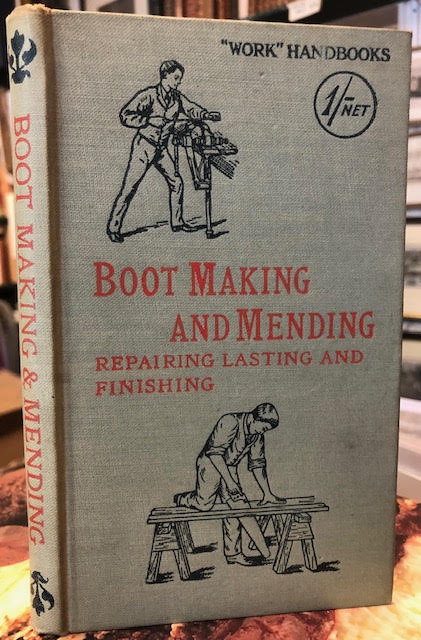 "WORK" HANDBOOKS
1/- NET
BOOT MAKING
AND MENDING
REPAIRING LASTING AND
FINISHING
BOOT MAKING & MENDING